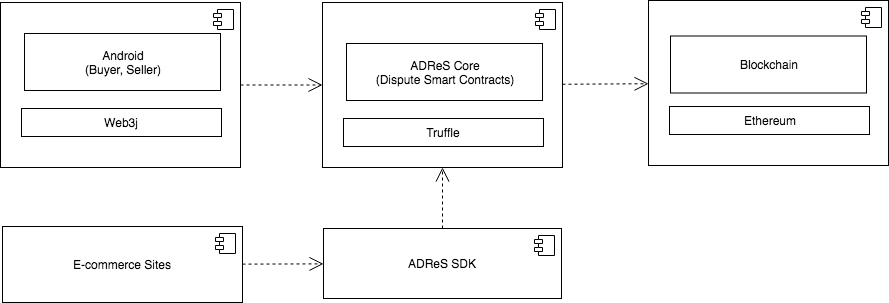 Android
(Buyer, Seller)
Web3j
ADReS Core
(Dispute Smart Contracts)
Truffle
Blockchain
Ethereum
E-commerce Sites
ADReS SDK